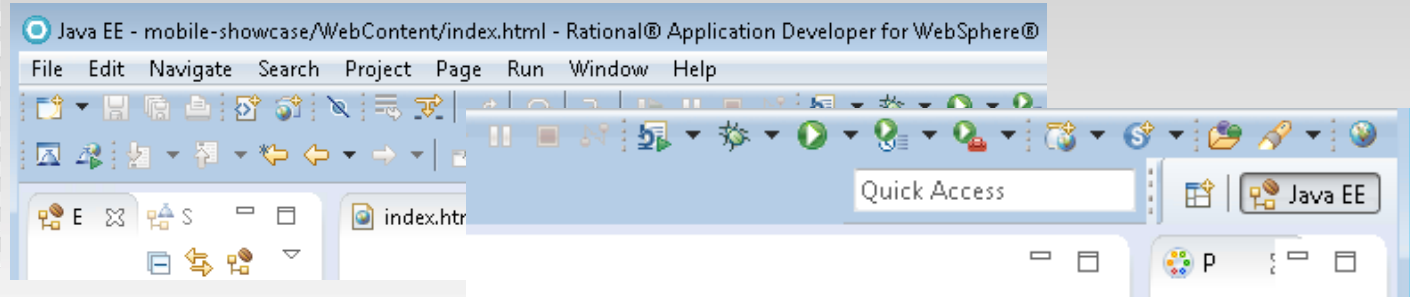 Java EE - mobile-showcase/WebContent/index.html - Rational® Application Developer for WebSphere®
File Edit Navigate Search Project Page Run Window Help
Quick Access
Java EE
E S index.htm
P